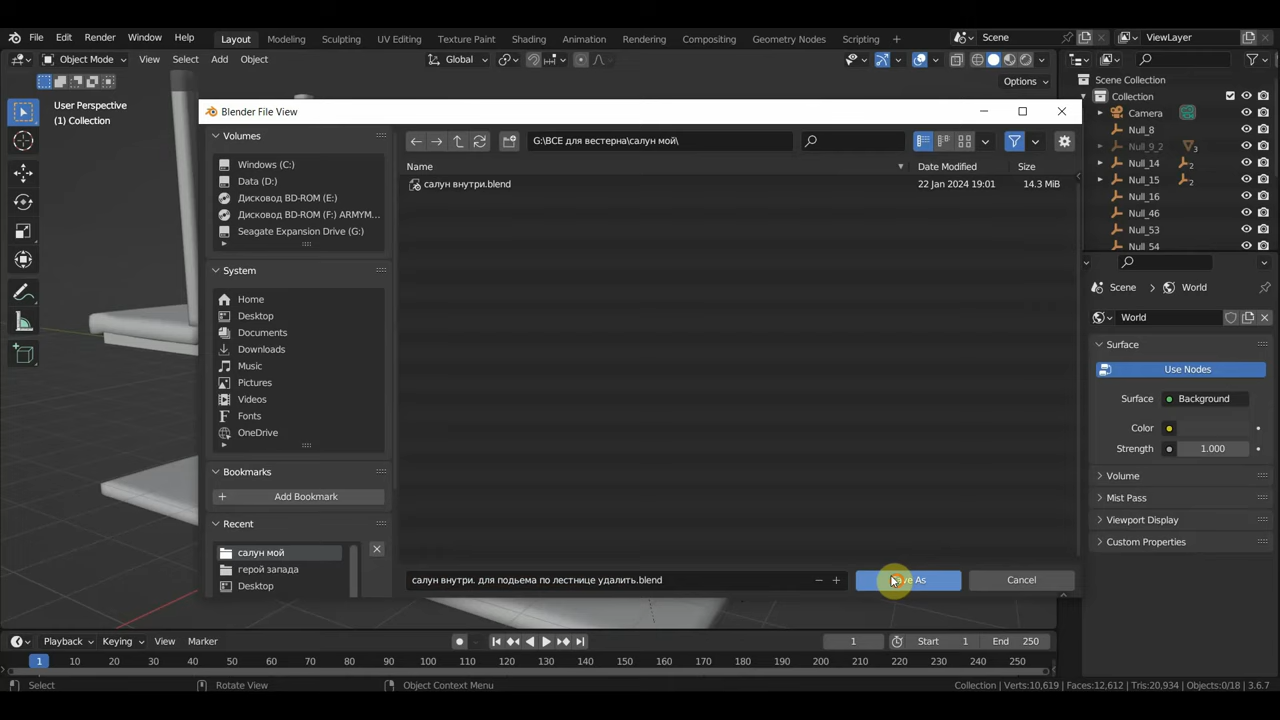 File Edit Render Window Help
Layout Modeling Sculpting UV Editing Texture Paint Shading Animation Rendering Compositing Geometry Nodes Scripting +
Scene
ViewLayer
Object Mode View Select Add Object
Global
Options
User Perspective
(1) Collection
Blender File View
Volumes
Windows (C:)
Data (D:)
Дисковод BD-ROM (E:)
Дисковод BD-ROM (F:) ARMYM...
Seagate Expansion Drive (G:)
System
Home
Desktop
Documents
Downloads
Music
Pictures
Videos
Fonts
OneDrive
Bookmarks
Add Bookmark
Recent
салун мой
герой запада
Desktop
G:\ВСЕ для вестерна\салун мой\
Name Date Modified Size
салун внутри.blend 22 Jan 2024 19:01 14.3 MiB
салун внутри. для подьема по лестнице удалить.blend
As
Cancel
Scene Collection
Collection
Camera
Null_8
Null_9_2 3
Null_14 2
Null_15 2
Null_16
Null_46
Null_53
Null_54
Scene > World
World
Surface
Use Nodes
Surface Background
Color
Strength 1.000
Volume
Mist Pass
Viewport Display
Custom Properties
Playback Keying View Marker
1 Start 1 End 250
1 10 20 30 40 50 60 70 80 90 100 110 120 130 140 150 160 170 180 190 200 210 220 230 240 250
Select Rotate View Object Context Menu
Collection | Verts:10,619 | Faces:12,612 | Tris:20,934 | Objects:0/18 | 3.6.7